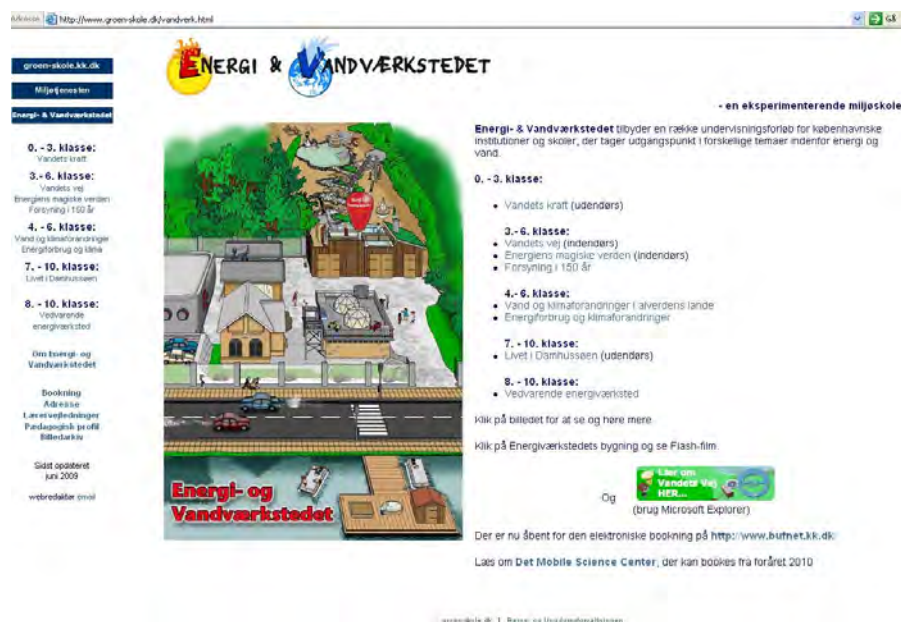 Adresse http://www.groen-skole.dk/vandverk.html
Gå
groen-skole.kk.dk
Miljøtjenesten
Energi- & Vandværkstedet
0. - 3. klasse:
Vandets kraft
3.- 6. klasse:
Vandets vej
Energiens magiske verden
Forsyning i 150 år
4. - 6. klasse:
Vand og klimaforandringer
Energiforbrug og klima
7. - 10. klasse:
Livet i Damhussøen
8. - 10. klasse:
Vedvarende
energiværksted
Om Energi- og
Vandværkstedet
Bookning
Adresse
Lærervejledninger
Pædagogisk profil
Billedarkiv
Sidst opdateret
juni 2009
webredaktør email
ENERGI & VANDVÆRKSTEDET
Energi- og
Vandværkstedet
- en eksperimenterende miljøskole
Energi- & Vandværkstedet tilbyder en række undervisningsforløb for københavnske
institutioner og skoler, der tager udgangspunkt i forskellige temaer indenfor energi og
vand.
0. - 3. klasse:
• Vandets kraft (udendørs)
3.- 6. klasse:
• Vandets vej (indendørs)
• Energiens magiske verden (indendørs)
• Forsyning i 150 år
4.- 6. klasse:
• Vand og klimaforandringer i alverdens lande
• Energiforbrug og klimaforandringer
7. - 10. klasse:
• Livet i Damhussøen (udendørs)
8. - 10. klasse:
• Vedvarende energiværksted
Klik på billedet for at se og høre mere
Klik på Energiværkstedets bygning og se Flash-film
Og
Lær om
Vandets Vej
HER...
(brug Microsoft Explorer)
Der er nu åbent for den elektroniske bookning på http://www.bufnet.kk.dk
Læs om Det Mobile Science Center, der kan bookes fra foråret 2010